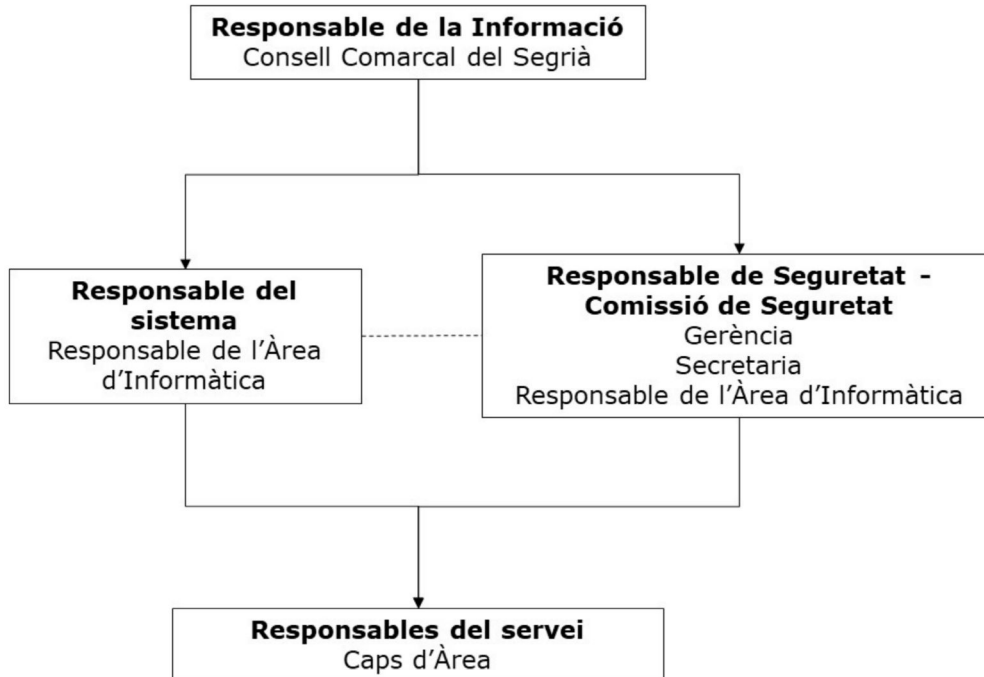 Responsable de la Informació
Consell Comarcal del Segrià
Responsable del
sistema
Responsable de l’Àrea
d’Informàtica
Responsable de Seguretat -
Comissió de Seguretat
Gerència
Secretaria
Responsable de l’Àrea d’Informàtica
Responsables del servei
Caps d’Àrea